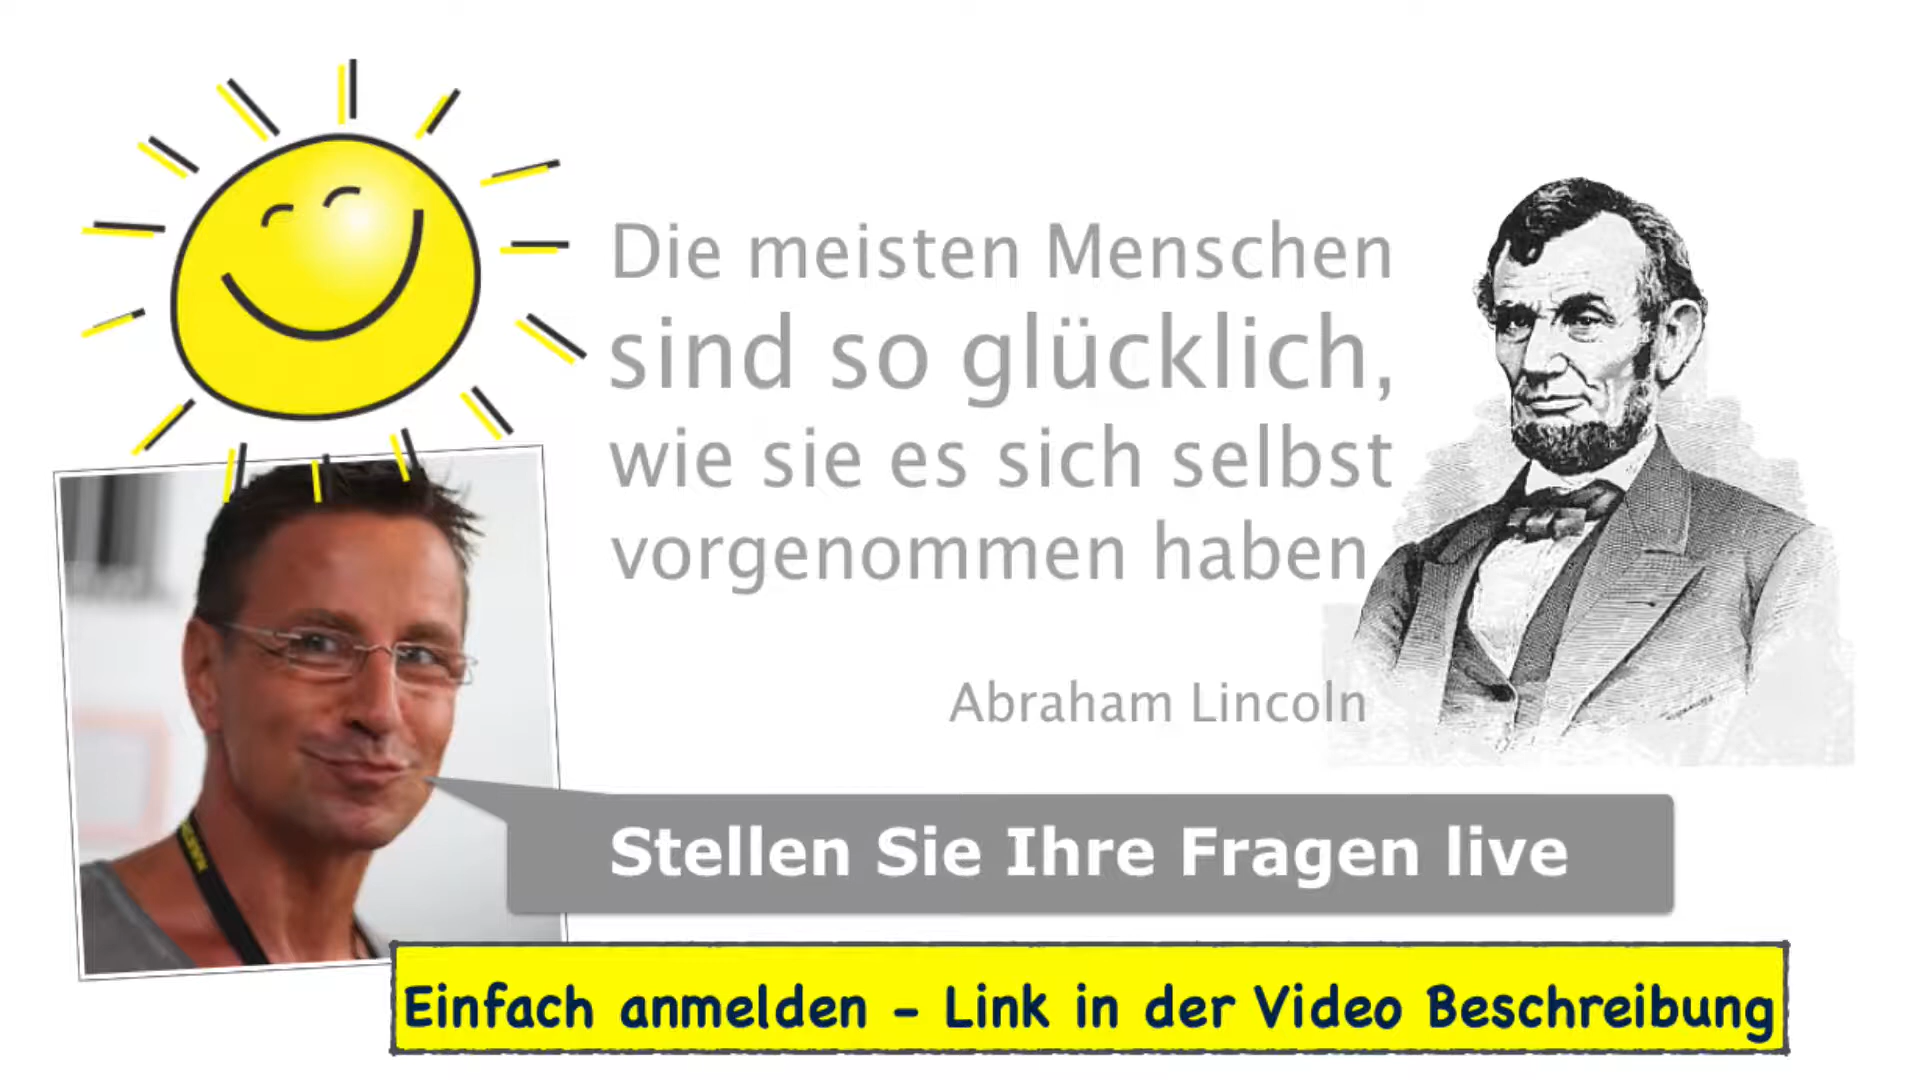 Die meisten Menschen
sind so glücklich,
wie sie es sich selbst
vorgenommen haben
Abraham Lincoln
Stellen Sie Ihre Fragen live
Einfach anmelden - Link in der Video Beschreibung